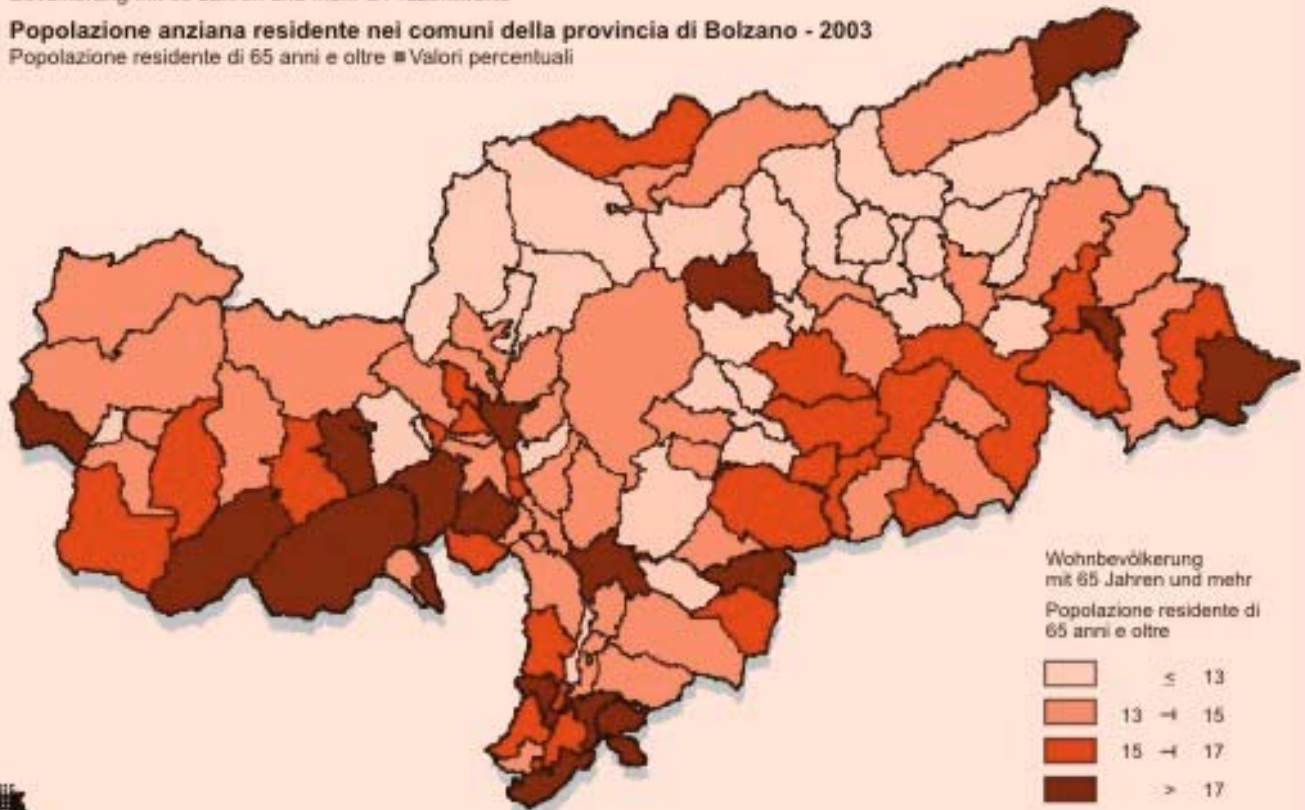 Popolazione anziana residente nei comuni della provincia di Bolzano - 2003
Popolazione residente di 65 anni e oltre ■ Valori percentuali
Wohnbevölkerung
mit 65 Jahren und mehr
Popolazione residente di
65 anni e oltre
≤ 13
13 ⊣ 15
15 ⊣ 17
> 17